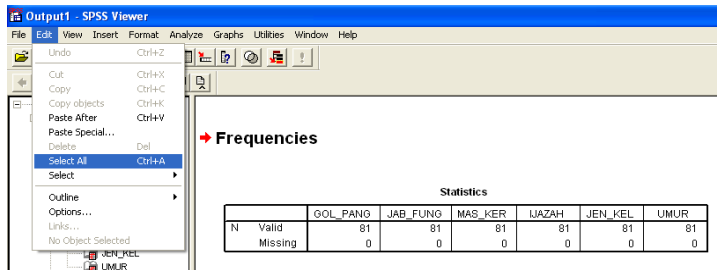 Output1 - SPSS Viewer
File Edit View Insert Format Analyze Graphs Utilities Window Help
Undo Ctrl+Z
Cut Ctrl+X
Copy Ctrl+C
Copy objects Ctrl+K
Paste After Ctrl+V
Paste Special...
Delete Del
Select All Ctrl+A
Select
Outline
Options...
Links...
No Object Selected
JEN_KEL
UMUR
Frequencies
Statistics
GOL_PANG JAB_FUNG MAS_KER IJAZAH JEN_KEL UMUR
N Valid 81 81 81 81 81 81
Missing 0 0 0 0 0 0